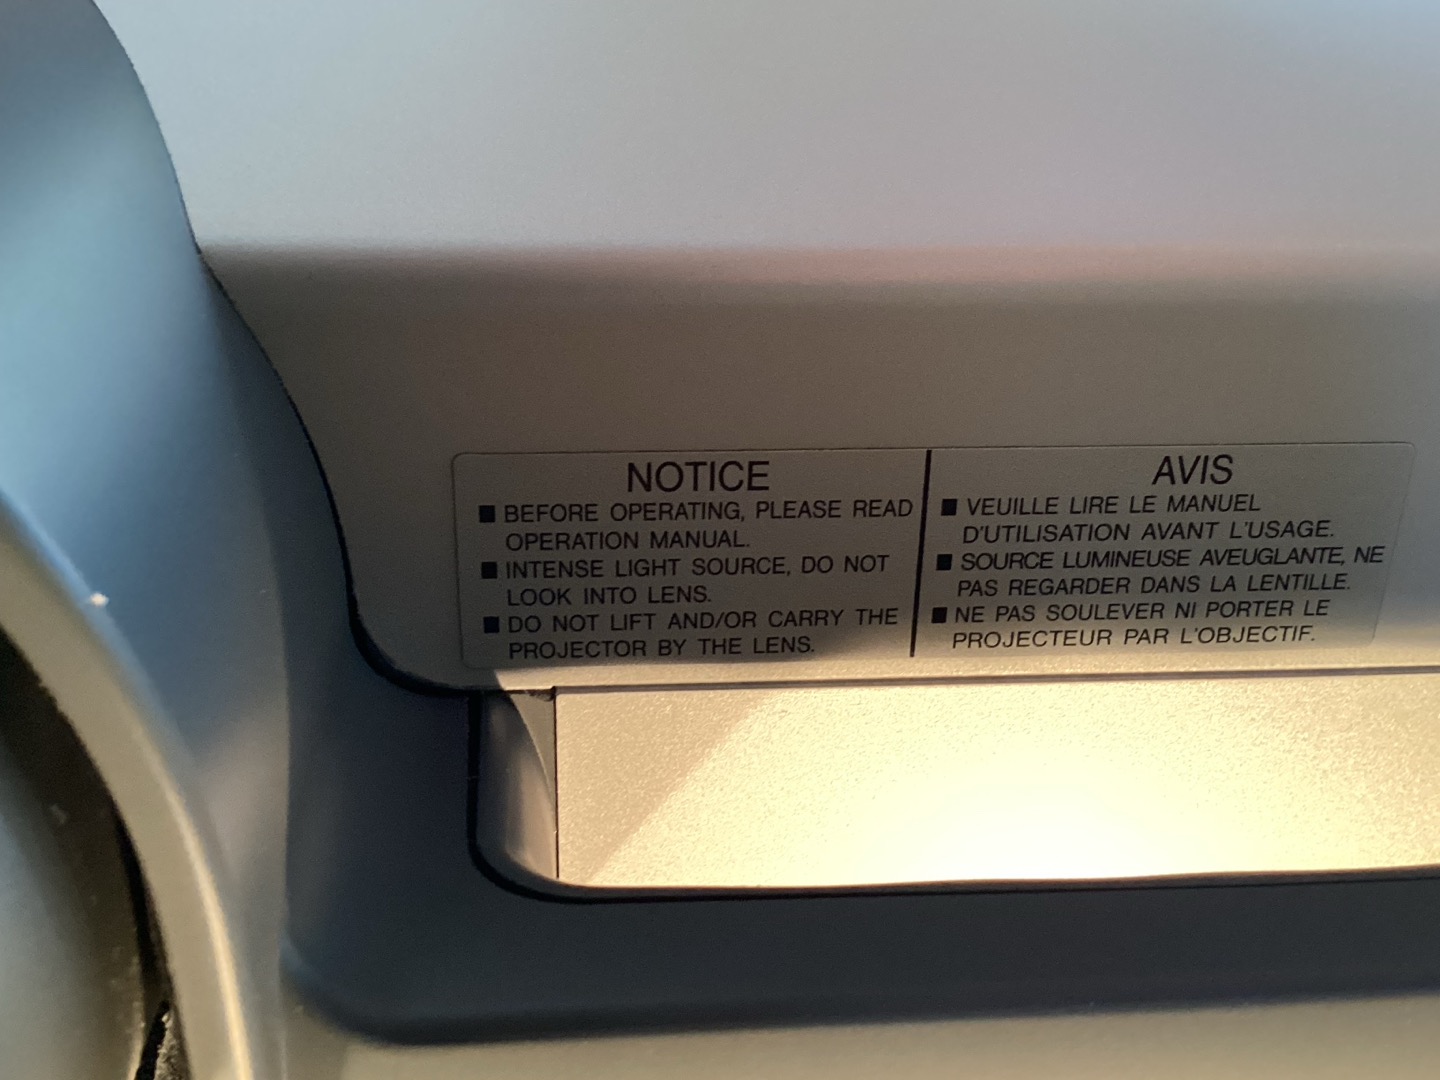 NOTICE
■ BEFORE OPERATING, PLEASE READ
OPERATION MANUAL.
■ INTENSE LIGHT SOURCE, DO NOT
LOOK INTO LENS.
■ DO NOT LIFT AND/OR CARRY THE
PROJECTOR BY THE LENS.
AVIS
■ VEUILLE LIRE LE MANUEL
D'UTILISATION AVANT L'USAGE.
■ SOURCE LUMINEUSE AVEUGLANTE, NE
PAS REGARDER DANS LA LENTILLE.
■ NE PAS SOULEVER NI PORTER LE
PROJECTEUR PAR L'OBJECTIF.